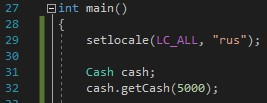 27 int main()
28 {
29 setlocale(LC_ALL, "rus");
30
31 Cash cash;
32 cash.getCash(5000);